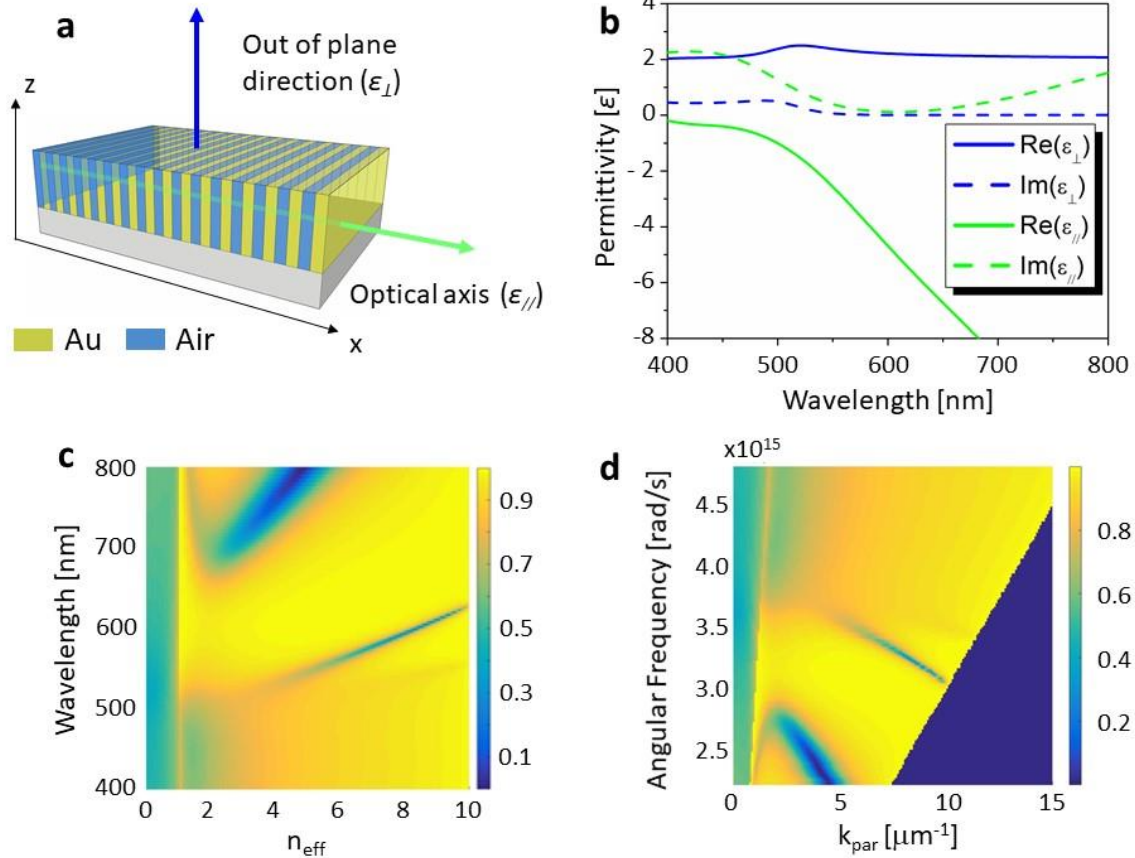 a
Out of plane
direction (ε⊥)
z
Optical axis (ε//)
x
Au
Air
b
Permittivity [ε]
4
2
0
-2
-4
-6
-8
400
500
600
700
800
Wavelength [nm]
Re(ε⊥)
Im(ε⊥)
Re(ε//)
Im(ε//)
c
Wavelength [nm]
800
700
600
500
400
0
2
4
6
8
10
neff
0.9
0.7
0.5
0.3
0.1
d
x10¹⁵
Angular Frequency [rad/s]
4.5
4.0
3.5
3.0
2.5
0
5
10
15
kpar [μm⁻¹]
0.8
0.6
0.4
0.2